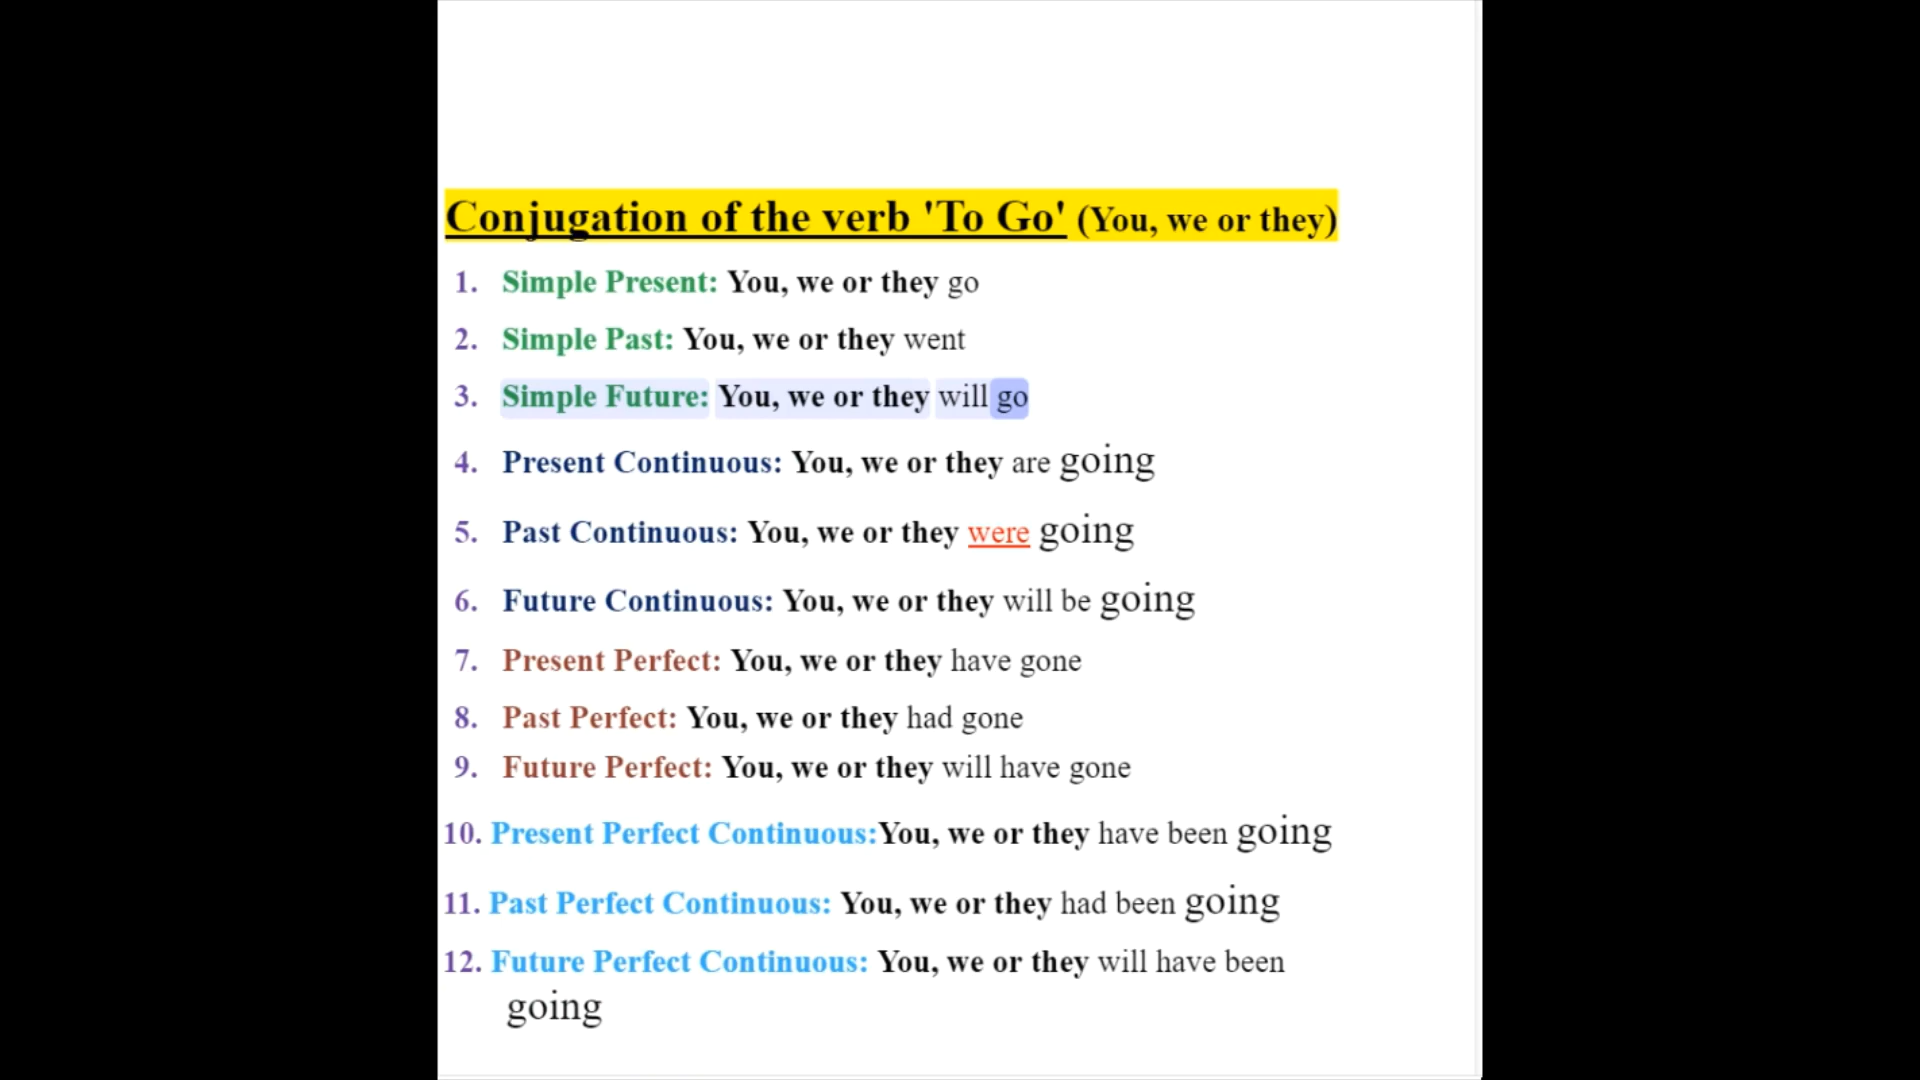 Conjugation of the verb 'To Go' (You, we or they)
1. Simple Present: You, we or they go
2. Simple Past: You, we or they went
3. Simple Future: You, we or they will go
4. Present Continuous: You, we or they are going
5. Past Continuous: You, we or they were going
6. Future Continuous: You, we or they will be going
7. Present Perfect: You, we or they have gone
8. Past Perfect: You, we or they had gone
9. Future Perfect: You, we or they will have gone
10. Present Perfect Continuous:You, we or they have been going
11. Past Perfect Continuous: You, we or they had been going
12. Future Perfect Continuous: You, we or they will have been
going